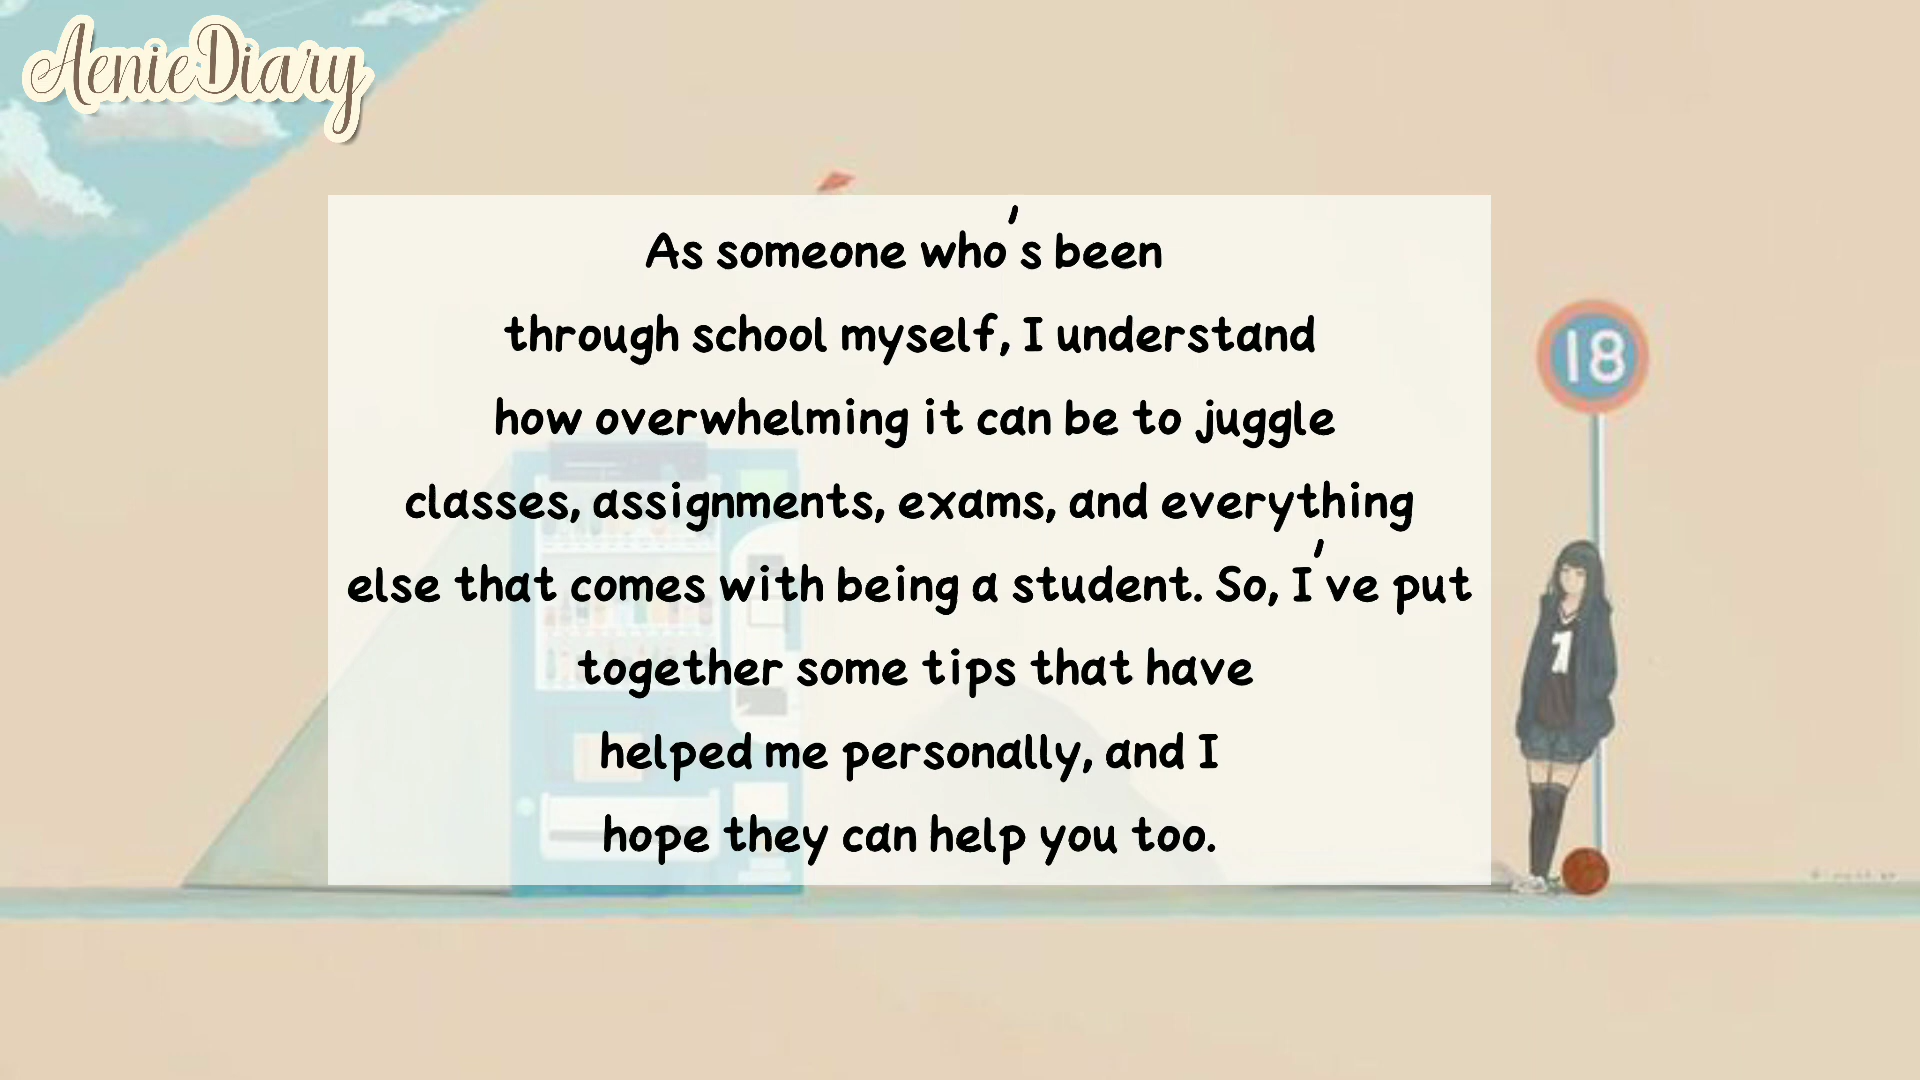 AenieDiary
As someone who's been
through school myself, I understand
how overwhelming it can be to juggle
classes, assignments, exams, and everything
else that comes with being a student. So, I've put
together some tips that have
helped me personally, and I
hope they can help you too.
18
1